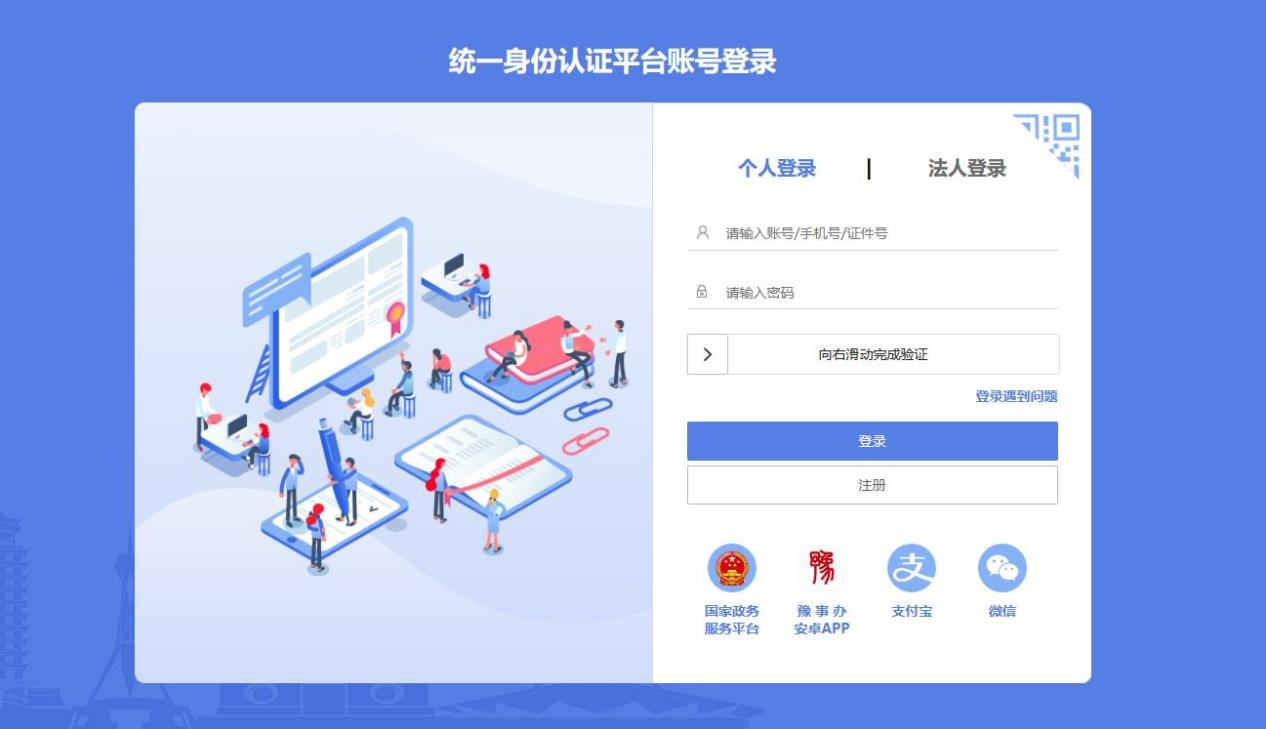 统一身份认证平台账号登录
个人登录 | 法人登录
请输入账号/手机号/证件号
请输入密码
向右滑动完成验证
登录遇到问题
登录
注册
豫
支
国家政务
服务平台
豫 事 办
安卓APP
支付宝
微信